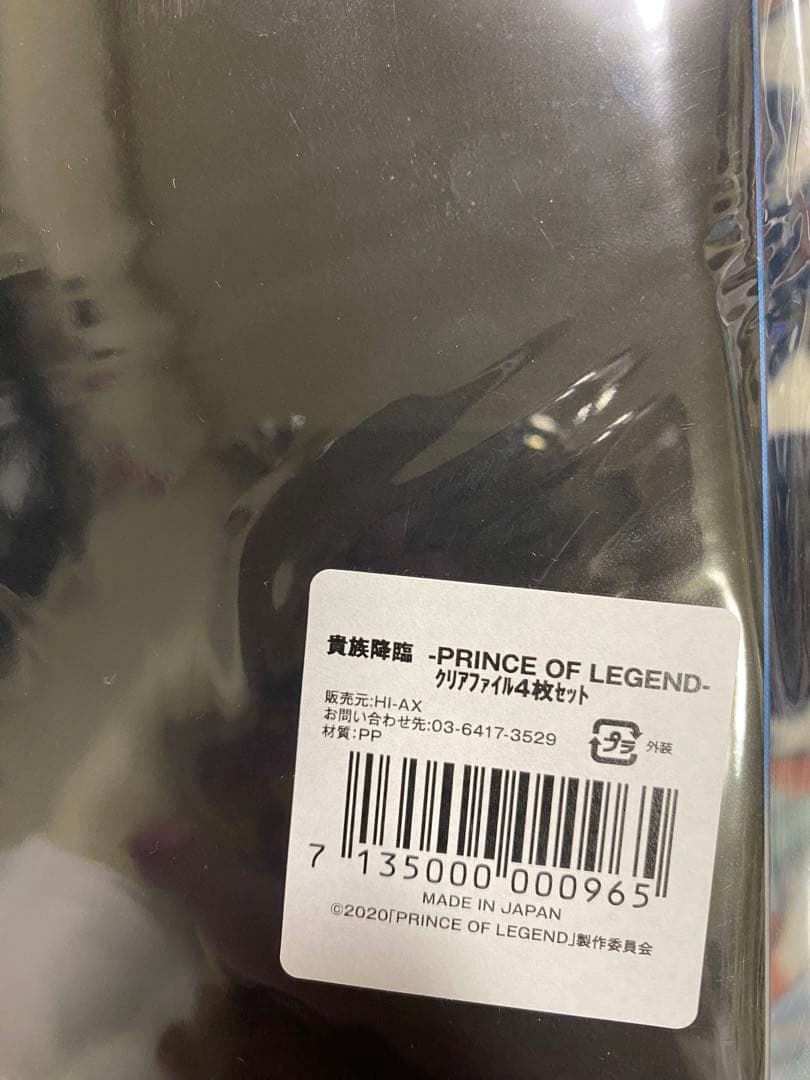 貴族降臨 -PRINCE OF LEGEND-
ｸﾘｱﾌｧｲﾙ4枚ｾｯﾄ
販売元:HI-AX
お問い合わせ先:03-6417-3529
材質:PP
プラ 外装
7 135000 000965
MADE IN JAPAN
©2020「PRINCE OF LEGEND」製作委員会